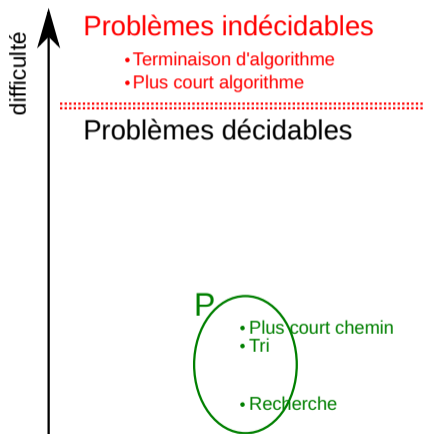 difficulté
Problèmes indécidables
•Terminaison d'algorithme
•Plus court algorithme
Problèmes décidables
P
•Plus court chemin
•Tri
•Recherche